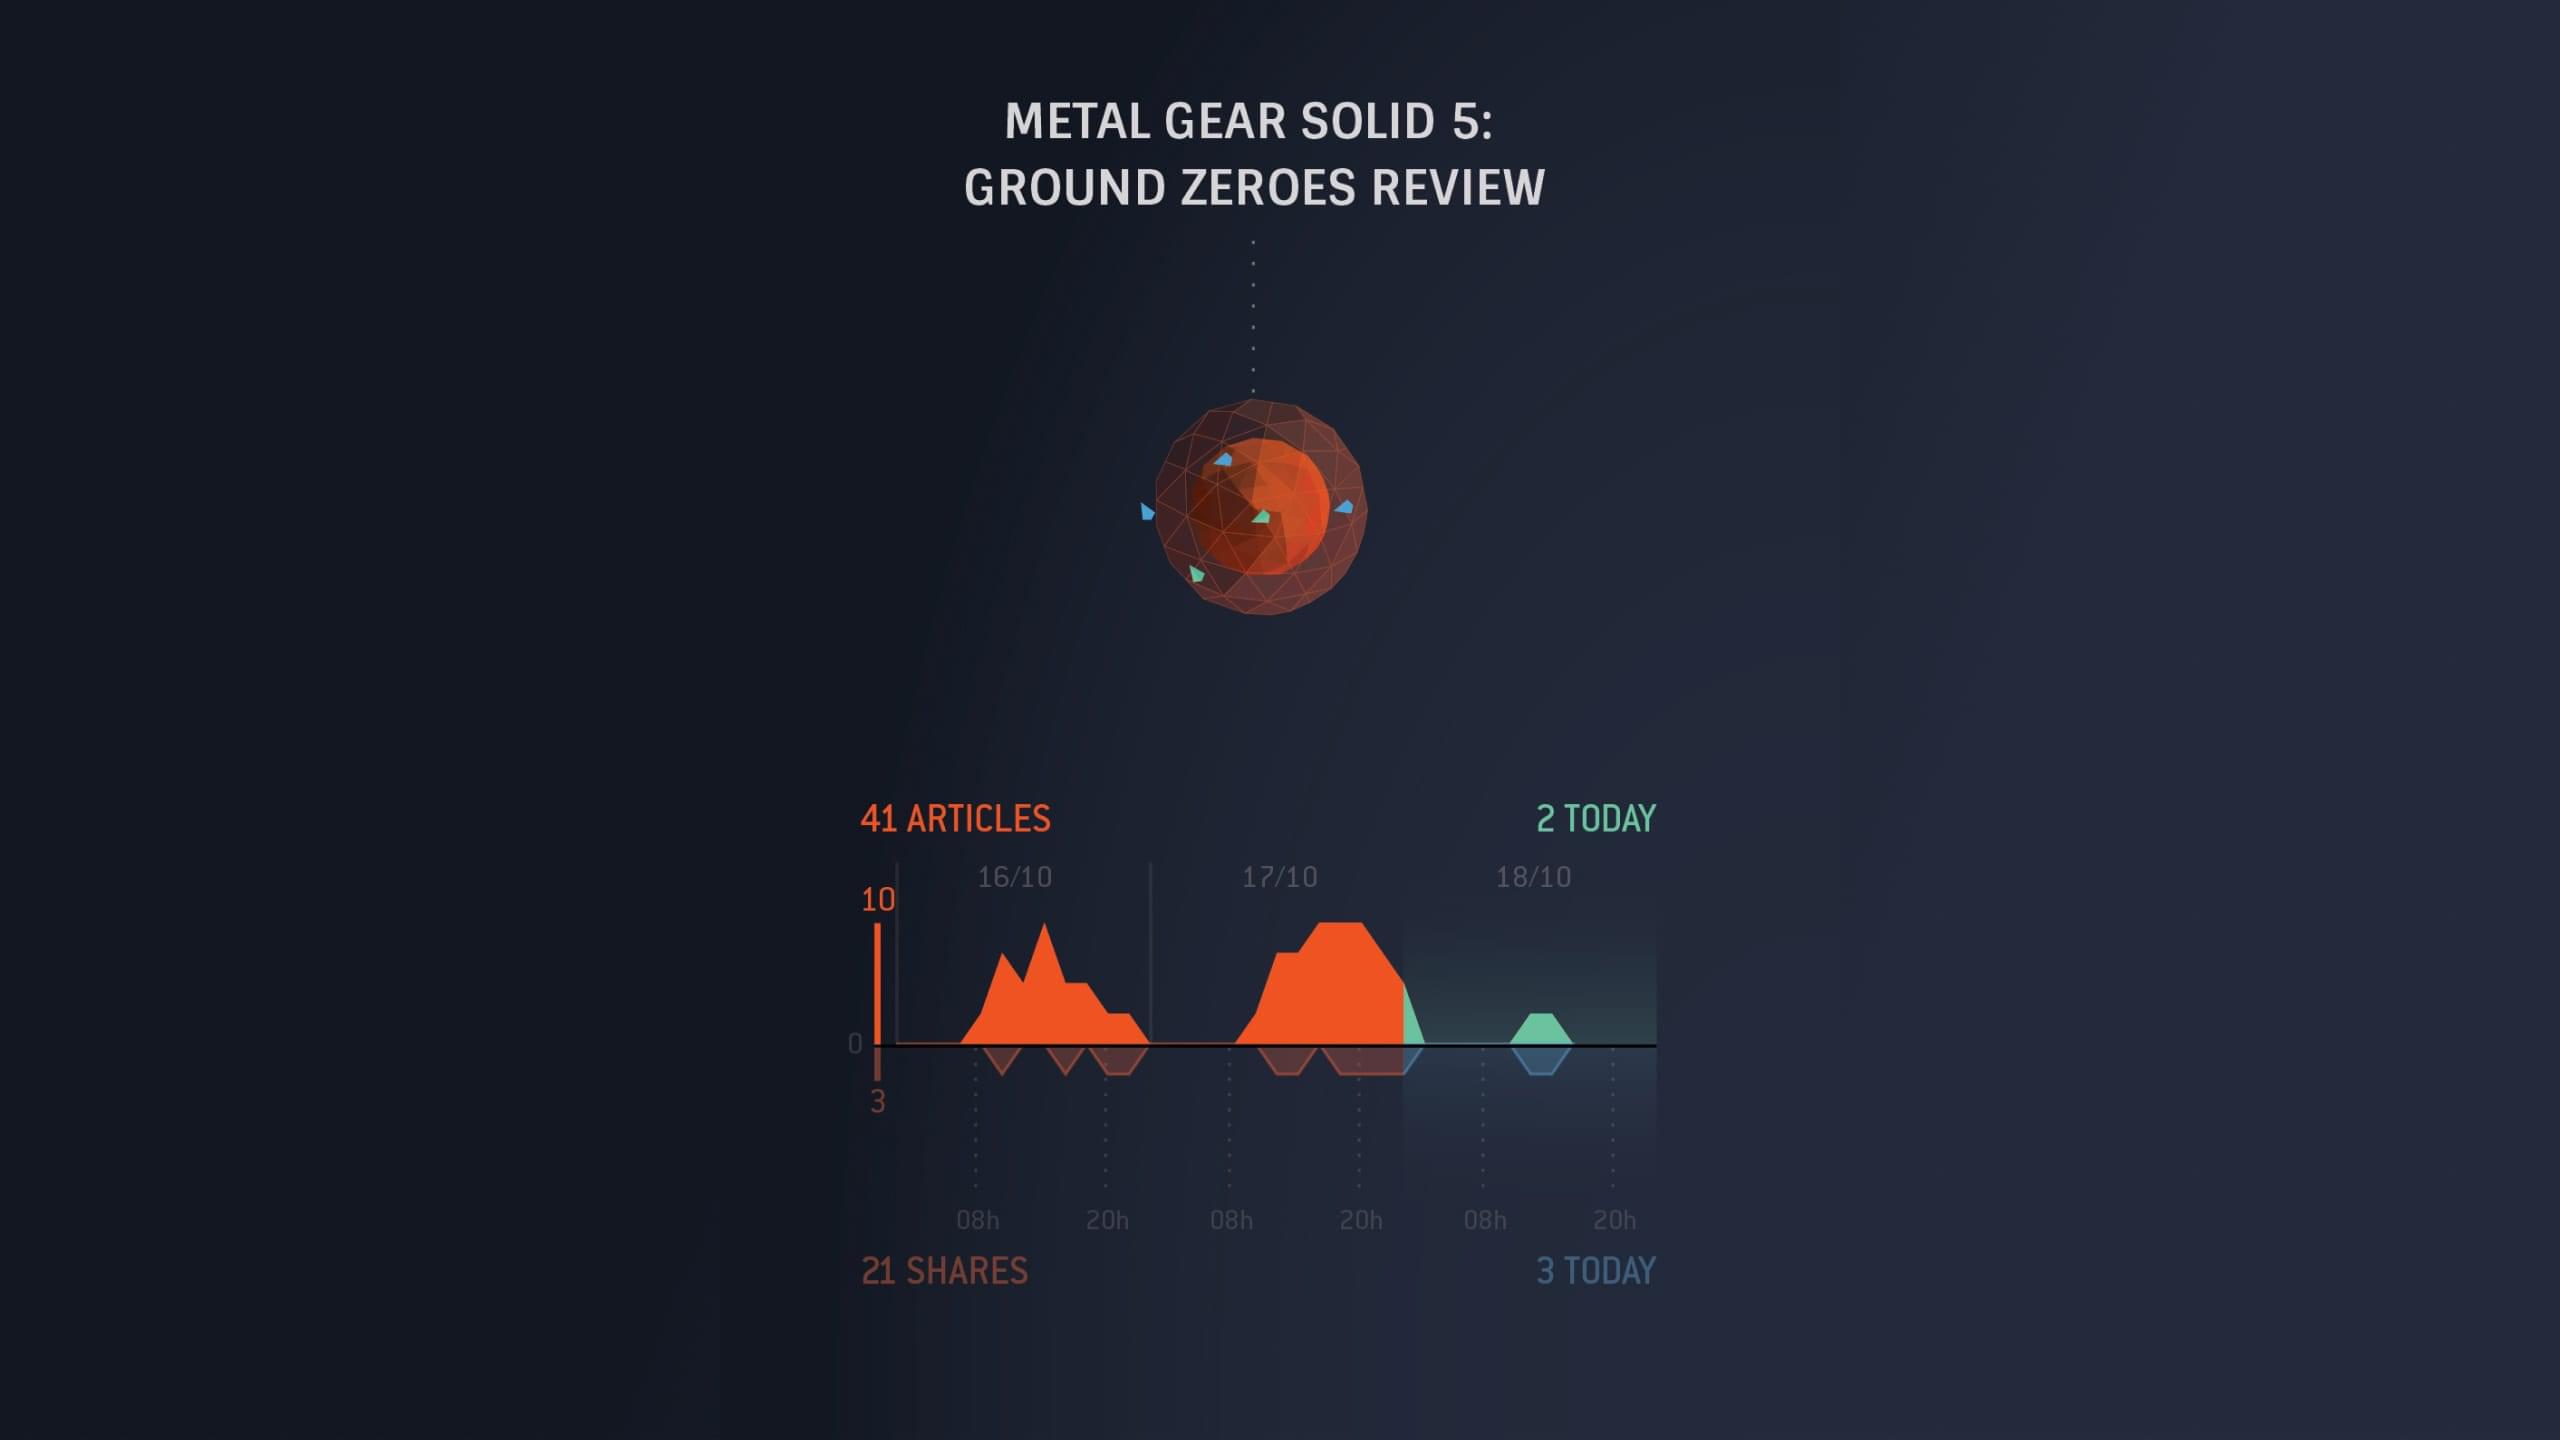 METAL GEAR SOLID 5:
GROUND ZEROES REVIEW
41 ARTICLES
2 TODAY
16/10
17/10
18/10
10
0
3
08h
20h
08h
20h
08h
20h
21 SHARES
3 TODAY